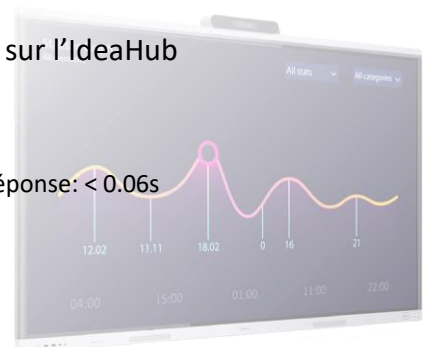 sur l'IdeaHub
All stats
All categories
éponse: < 0.06s
12.02
11.11
18.02
0
16
21
04:00
15:00
01:00
11:00
22:00